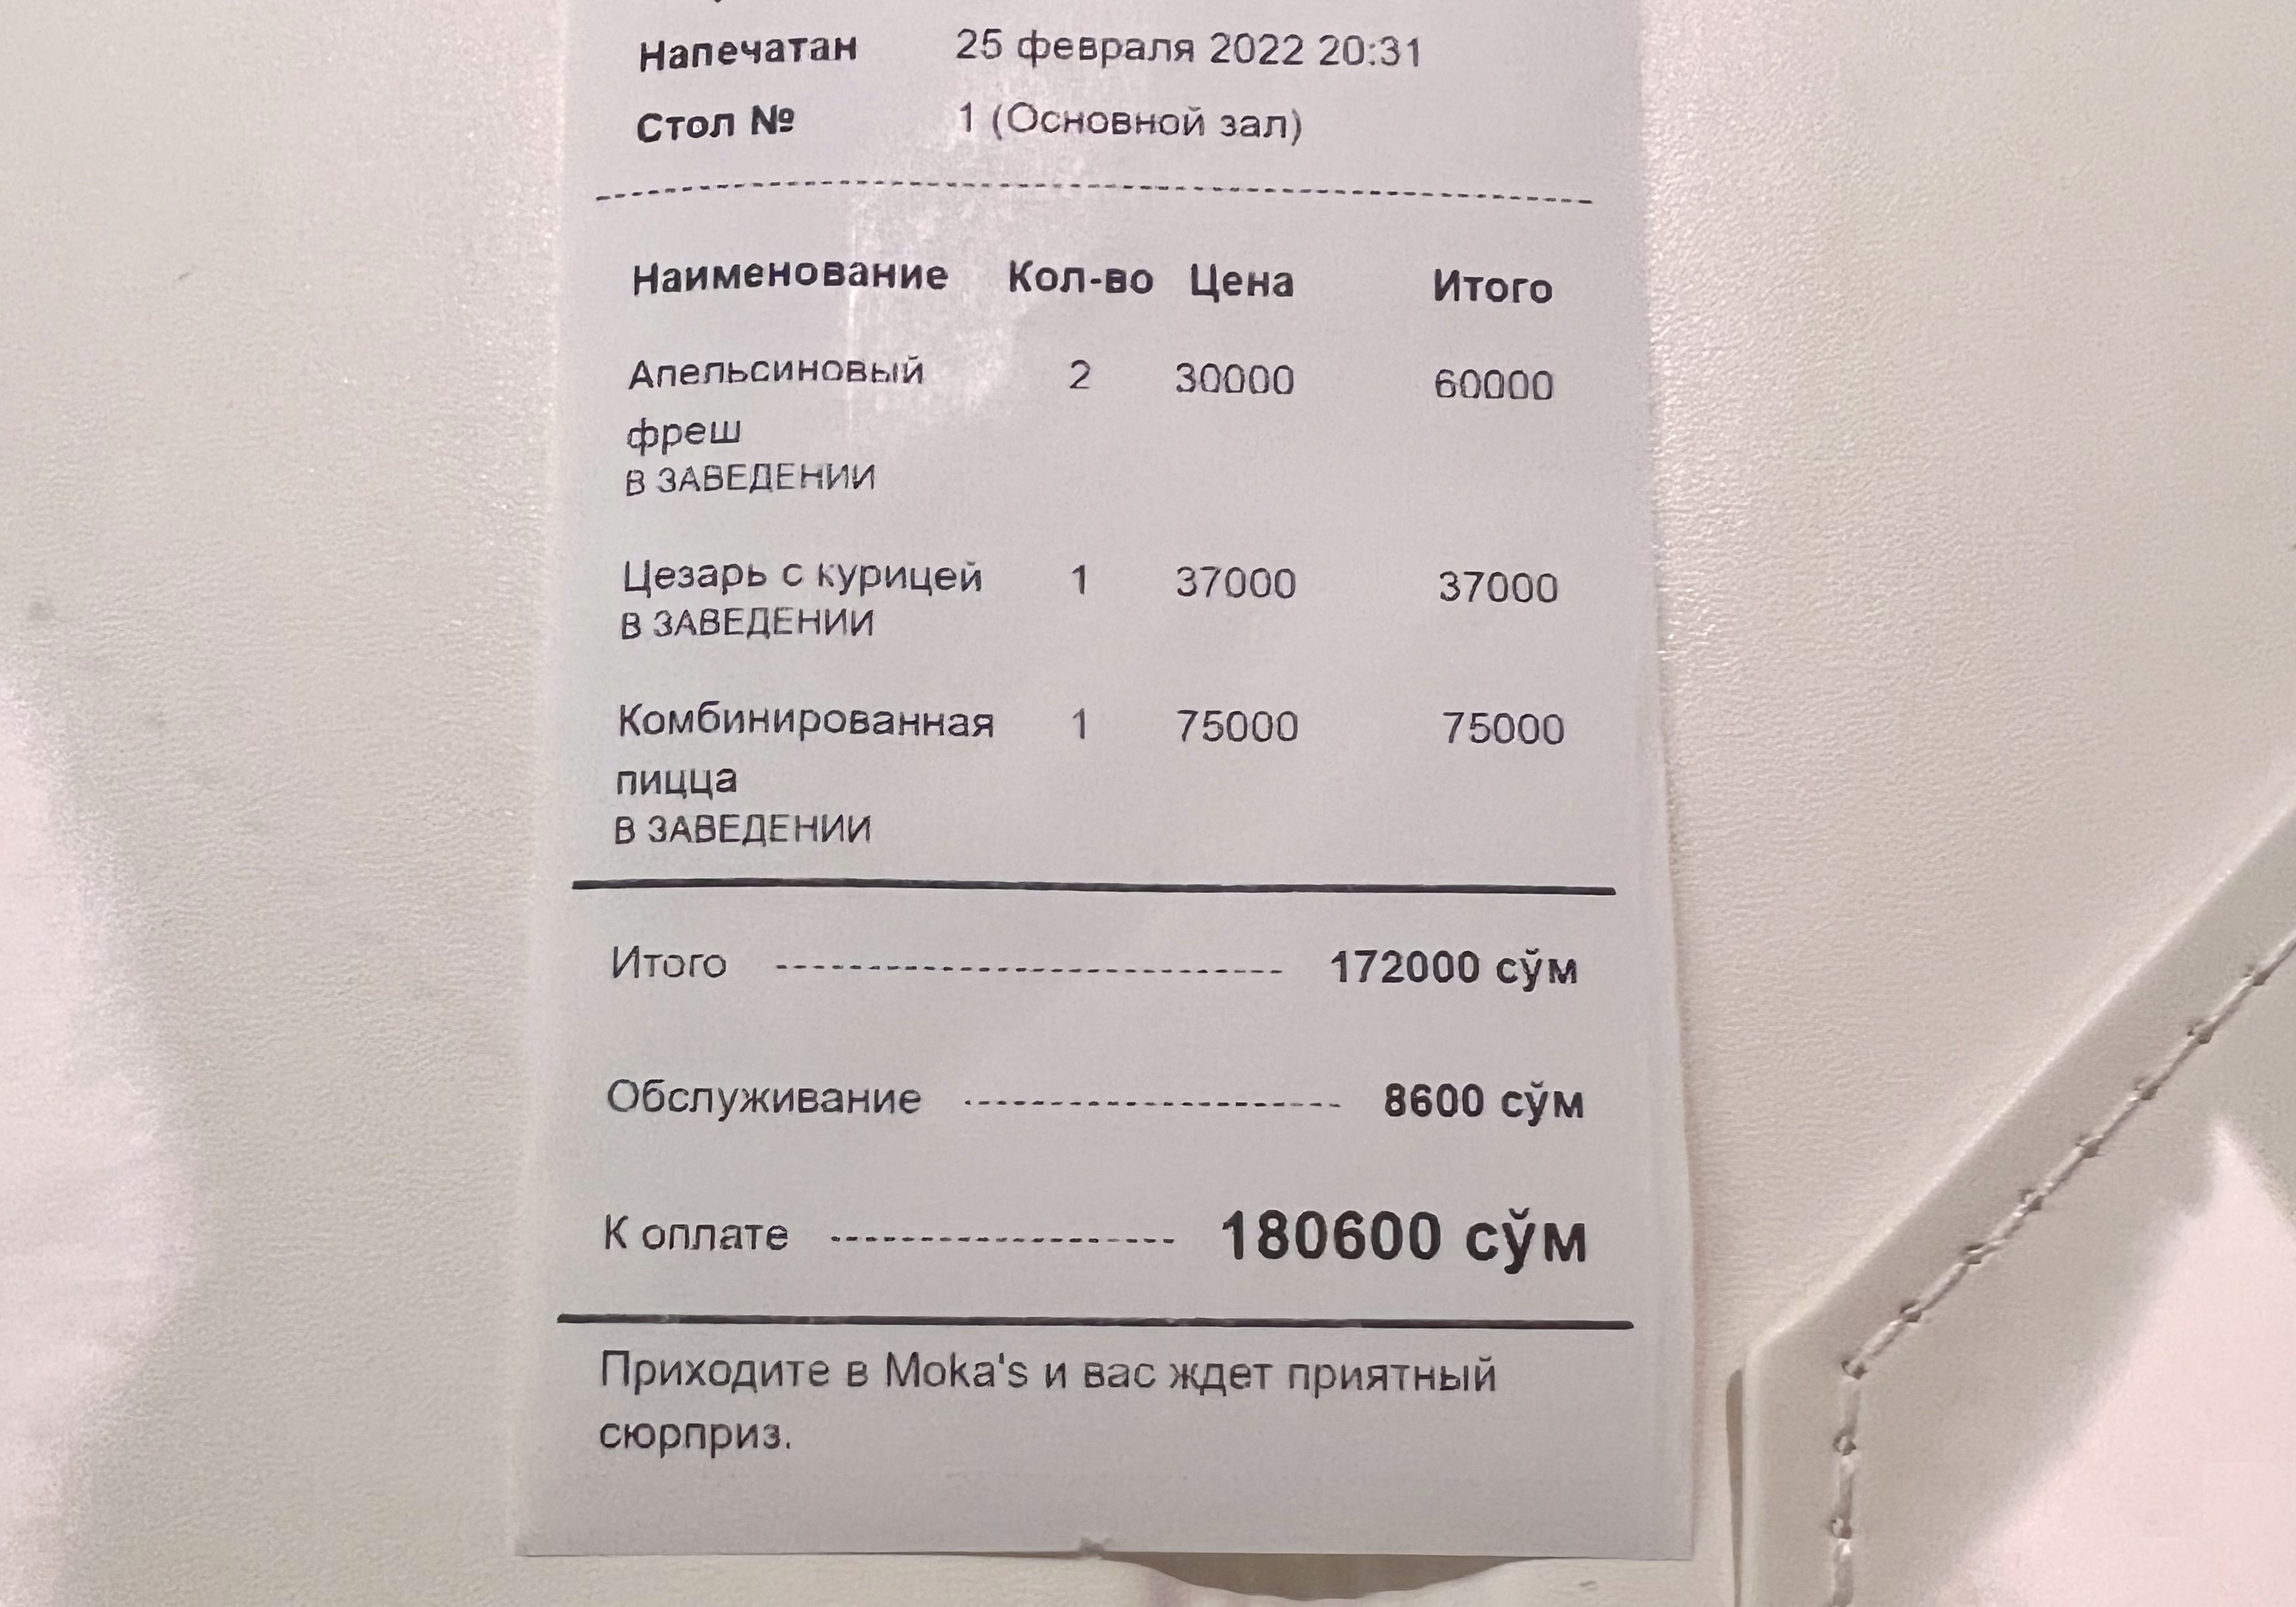 Напечатан 25 февраля 2022 20:31
Стол № 1 (Основной зал)
Наименование Кол-во Цена Итого
Апельсиновый 2 30000 60000
фреш
В ЗАВЕДЕНИИ
Цезарь с курицей 1 37000 37000
В ЗАВЕДЕНИИ
Комбинированная 1 75000 75000
пицца
В ЗАВЕДЕНИИ
Итого 172000 сўм
Обслуживание 8600 сўм
К оплате 180600 сўм
Приходите в Moka's и вас ждет приятный
сюрприз.